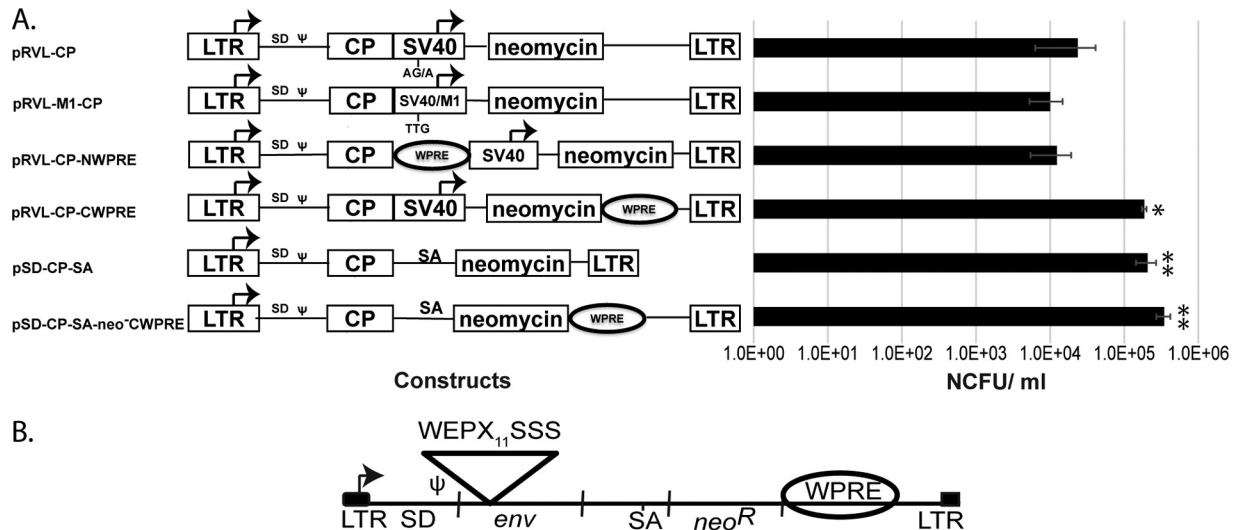 A.
pRVL-CP LTR SD Ψ CP SV40 neomycin LTR
AG/A
pRVL-M1-CP LTR SD Ψ CP SV40/M1 neomycin LTR
TTG
pRVL-CP-NWPRE LTR SD Ψ CP WPRE SV40 neomycin LTR
pRVL-CP-CWPRE LTR SD Ψ CP SV40 neomycin WPRE LTR *
pSD-CP-SA LTR SD Ψ CP SA neomycin LTR **
pSD-CP-SA-neo-CWPRE LTR SD Ψ CP SA neomycin WPRE LTR **
1.0E+00 1.0E+01 1.0E+02 1.0E+03 1.0E+04 1.0E+05 1.0E+06
Constructs NCFU/ ml
B.
WEPX11SSS
Ψ WPRE
LTR SD env SA neoR LTR